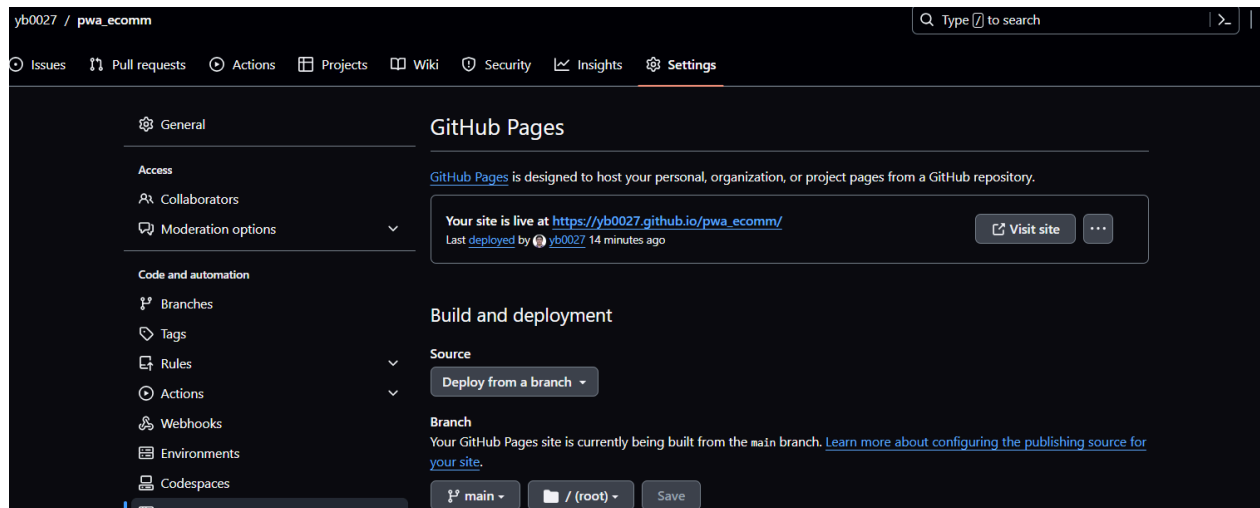 yb0027 / pwa_ecomm
Type / to search
Issues Pull requests Actions Projects Wiki Security Insights Settings
General
Access
Collaborators
Moderation options
Code and automation
Branches
Tags
Rules
Actions
Webhooks
Environments
Codespaces
GitHub Pages
GitHub Pages is designed to host your personal, organization, or project pages from a GitHub repository.
Your site is live at https://yb0027.github.io/pwa_ecomm/
Last deployed by yb0027 14 minutes ago
Visit site
Build and deployment
Source
Deploy from a branch
Branch
Your GitHub Pages site is currently being built from the main branch. Learn more about configuring the publishing source for
your site.
main / (root) Save